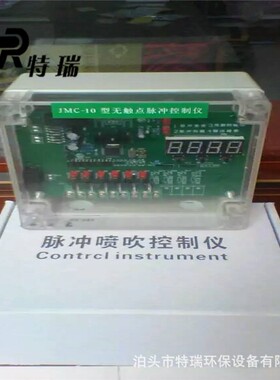 特瑞
JMC-10 型无触点脉冲控制仪
脉冲喷吹控制仪
Contrcl instrument
泊头市特瑞环保设备有限